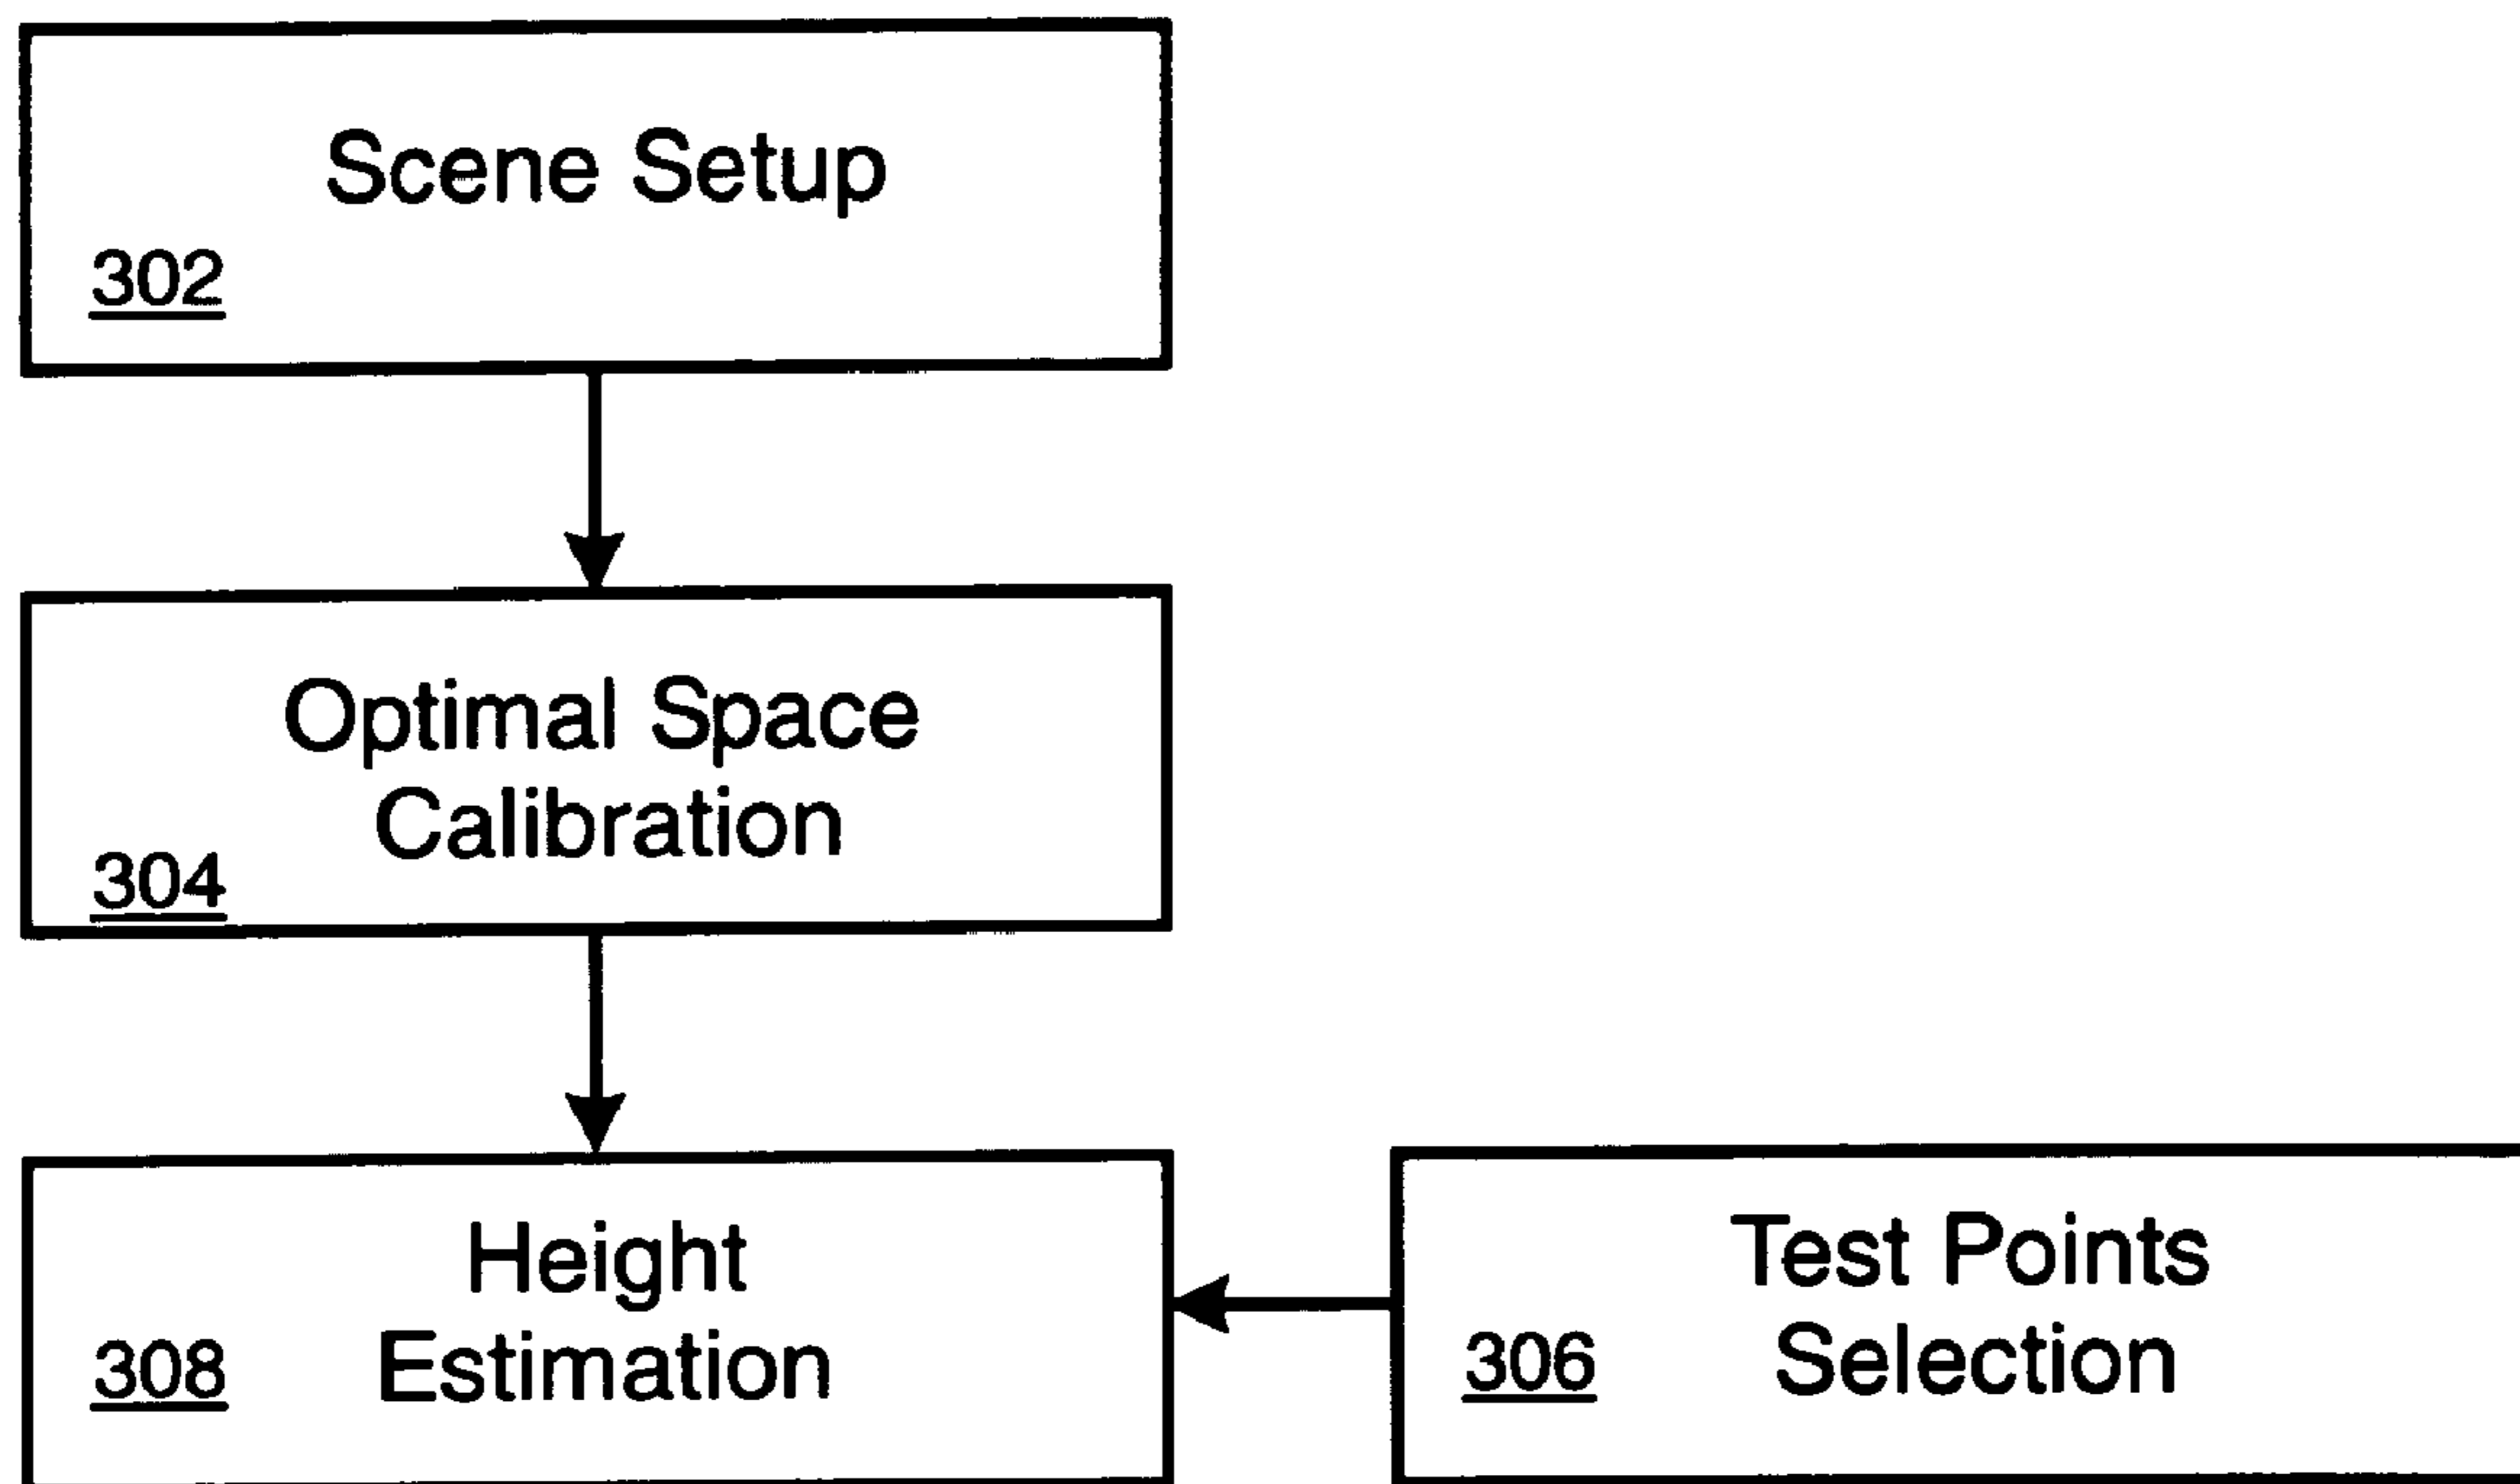 Scene Setup
302
Optimal Space
Calibration
304
Height
Estimation
308
Test Points
Selection
306